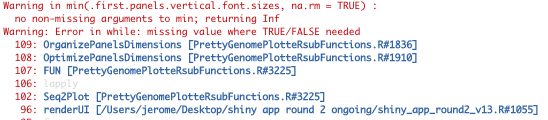 Warning in min(.first.panels.vertical.font.sizes, na.rm = TRUE) :
no non-missing arguments to min; returning Inf
Warning: Error in while: missing value where TRUE/FALSE needed
109: OrganizePanelsDimensions [PrettyGenomePlotteRsubFunctions.R#1836]
108: OptimizePanelsDimensions [PrettyGenomePlotteRsubFunctions.R#1910]
107: FUN [PrettyGenomePlotteRsubFunctions.R#3225]
106: lapply
102: Seq2Plot [PrettyGenomePlotteRsubFunctions.R#3225]
96: renderUI [/Users/jerome/Desktop/shiny app round 2 ongoing/shiny_app_round2_v13.R#1055]